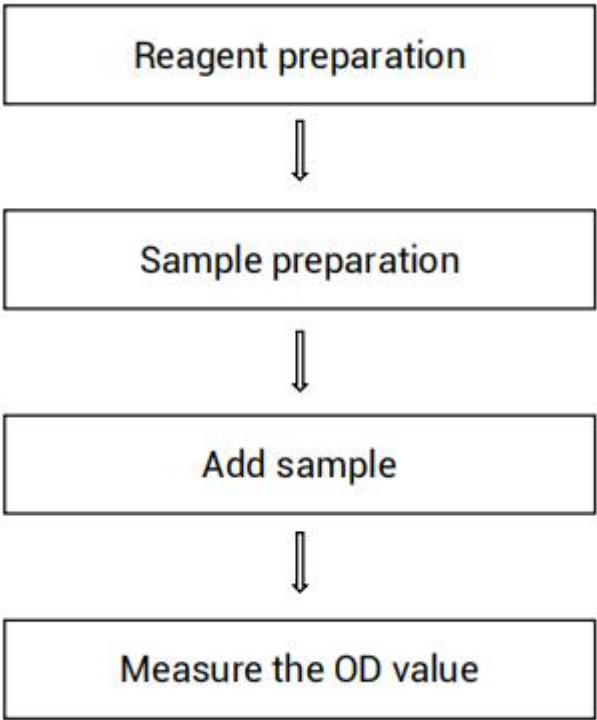 Reagent preparation
Sample preparation
Add sample
Measure the OD value